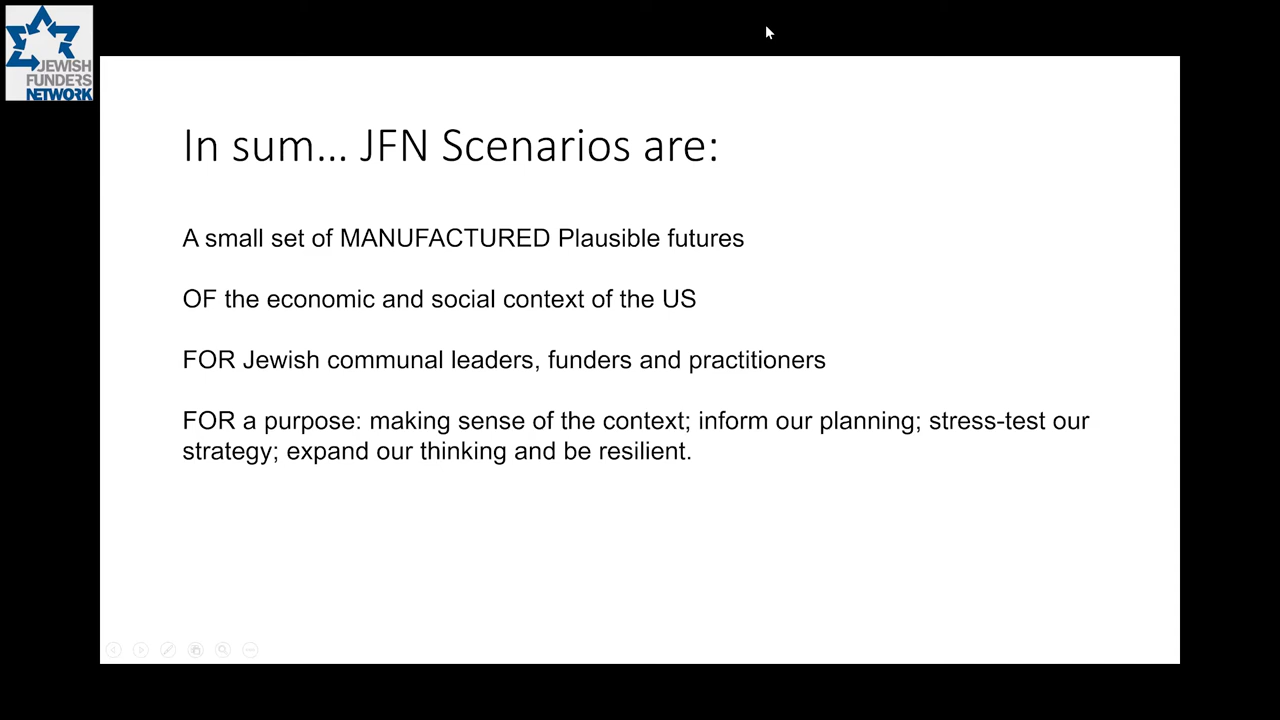 JEWISH
FUNDERS
NETWORK
In sum... JFN Scenarios are:
A small set of MANUFACTURED Plausible futures
OF the economic and social context of the US
FOR Jewish communal leaders, funders and practitioners
FOR a purpose: making sense of the context; inform our planning; stress-test our
strategy; expand our thinking and be resilient.